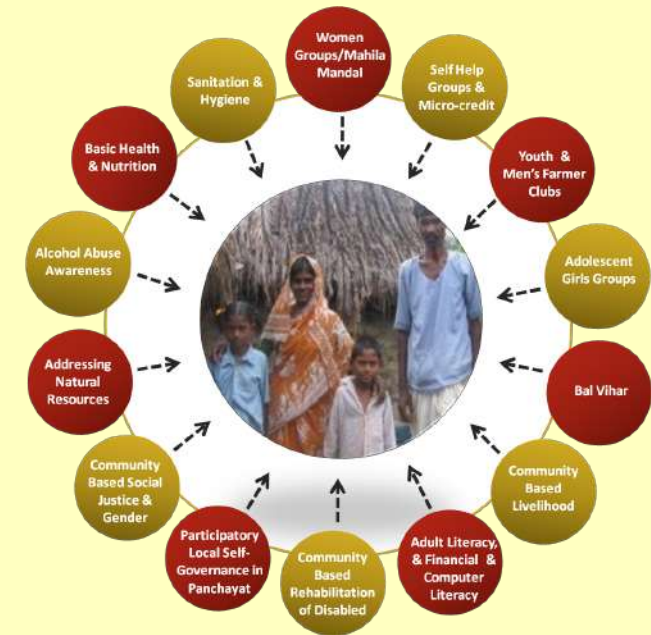 Women
Groups/Mahila
Mandal
Self Help
Groups &
Micro-credit
Youth &
Men's Farmer
Clubs
Adolescent
Girls Groups
Bal Vihar
Community
Based
Livelihood
Adult Literacy,
& Financial &
Computer
Literacy
Community
Based
Rehabilitation
of Disabled
Participatory
Local Self-
Governance in
Panchayat
Community
Based Social
Justice &
Gender
Addressing
Natural
Resources
Alcohol Abuse
Awareness
Basic Health
& Nutrition
Sanitation &
Hygiene